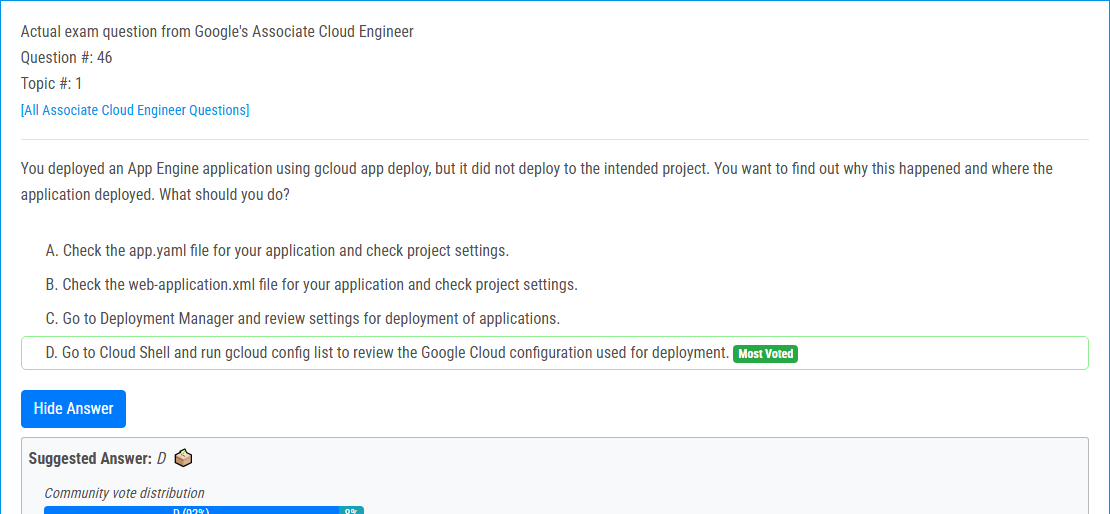 Actual exam question from Google's Associate Cloud Engineer
Question #: 46
Topic #: 1
[All Associate Cloud Engineer Questions]
You deployed an App Engine application using gcloud app deploy, but it did not deploy to the intended project. You want to find out why this happened and where the
application deployed. What should you do?
A. Check the app.yaml file for your application and check project settings.
B. Check the web-application.xml file for your application and check project settings.
C. Go to Deployment Manager and review settings for deployment of applications.
D. Go to Cloud Shell and run gcloud config list to review the Google Cloud configuration used for deployment. Most Voted
Hide Answer
Suggested Answer: D
Community vote distribution
D (92%) 8%